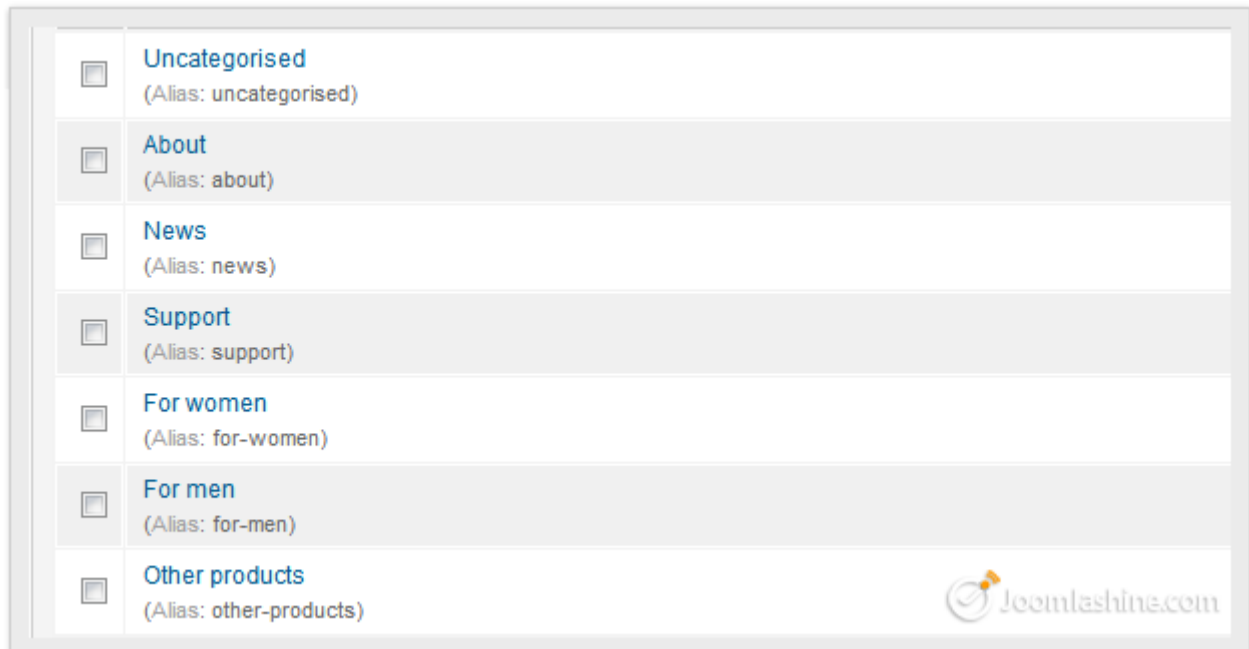 Uncategorised
(Alias: uncategorised)
About
(Alias: about)
News
(Alias: news)
Support
(Alias: support)
For women
(Alias: for-women)
For men
(Alias: for-men)
Other products
(Alias: other-products)
Joomlashine.com